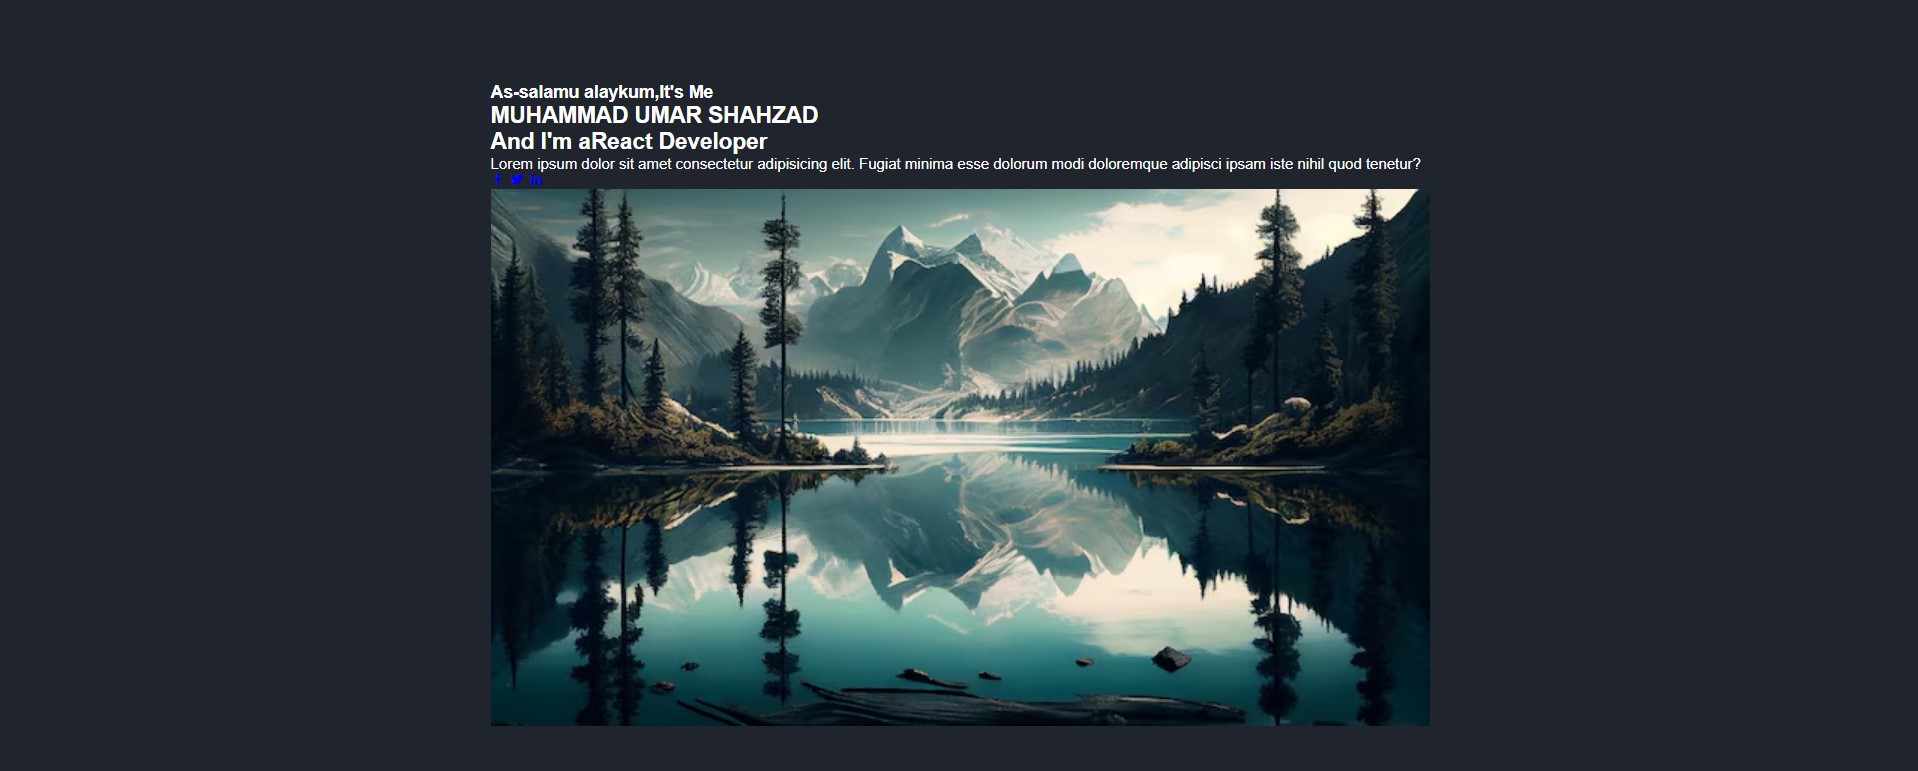 As-salamu alaykum,It's Me
MUHAMMAD UMAR SHAHZAD
And I'm aReact Developer
Lorem ipsum dolor sit amet consectetur adipisicing elit. Fugiat minima esse dolorum modi doloremque adipisci ipsam iste nihil quod tenetur?